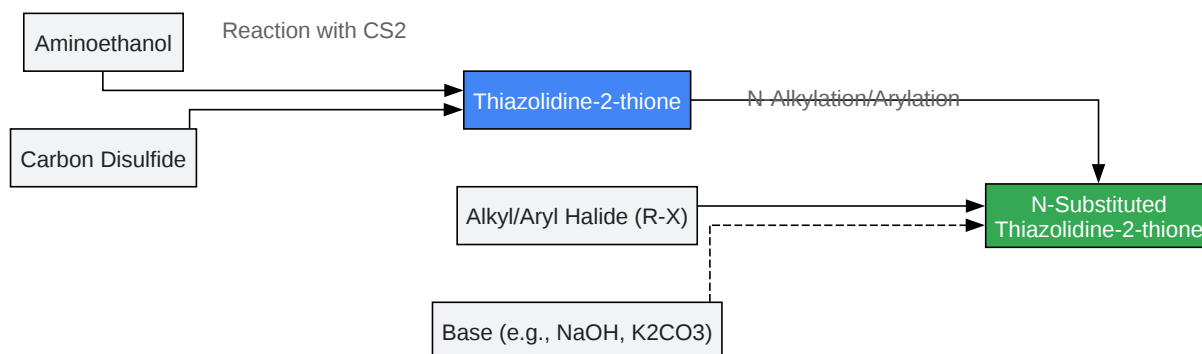 Aminoethanol
Reaction with CS2
Thiazolidine-2-thione
N-Alkylation/Arylation
Carbon Disulfide
Alkyl/Aryl Halide (R-X)
N-Substituted
Thiazolidine-2-thione
Base (e.g., NaOH, K2CO3)